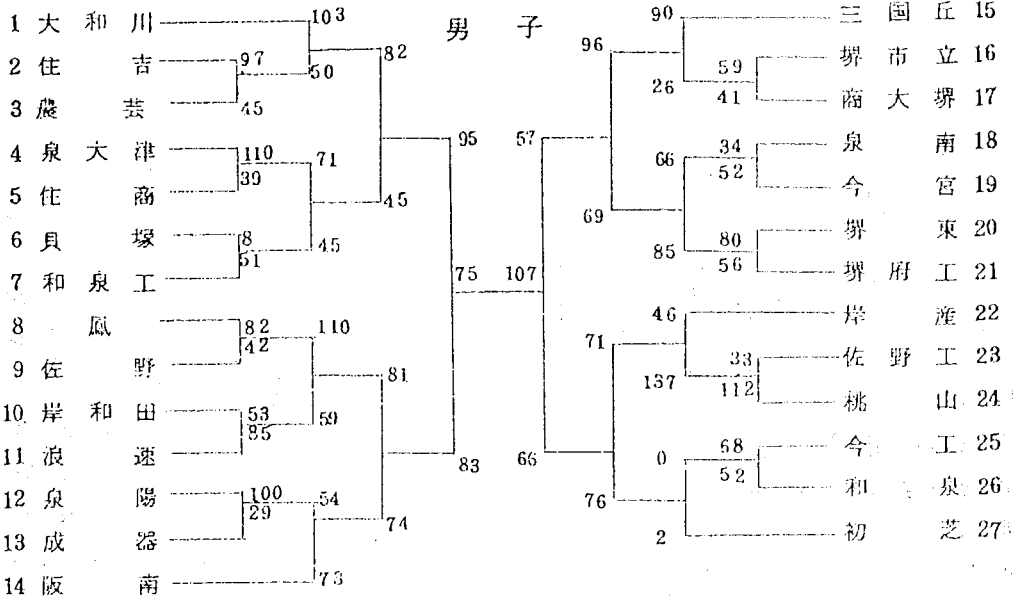 男子
1 大和川 103
2 住吉 97
50
3 農芸 45
82
4 泉大津 110
5 住商 39
71
6 貝塚 8
7 和泉工 51
45
45
95
8 鳳 82
9 佐野 42
110
10 岸和田 53
11 浪速 85
59
81
12 泉陽 100
13 成器 29
54
14 阪南 73
74
83
75 107
90 三国丘 15
59 堺市立 16
41 商大堺 17
26
96
34 泉南 18
52 今宮 19
66
80 堺東 20
56 堺府工 21
85
69
57
46 岸産 22
33 佐野工 23
112 桃山 24
137
71
68 今工 25
52 和泉 26
0
2 初芝 27
76
66